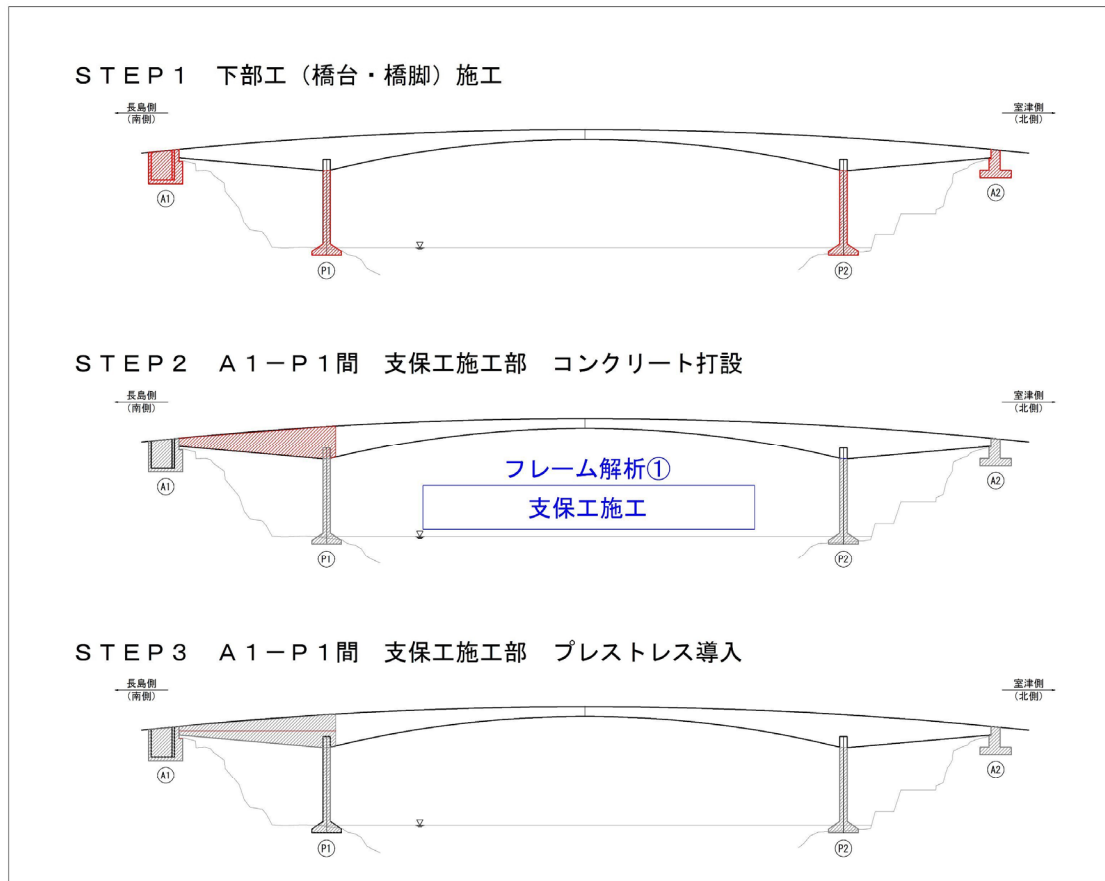 STEP1 下部工（橋台・橋脚）施工
長島側
(南側)
室津側
(北側)
A1
A2
P1
P2
STEP2 A1－P1間 支保工施工部 コンクリート打設
長島側
(南側)
室津側
(北側)
フレーム解析①
支保工施工
A1
A2
P1
P2
STEP3 A1－P1間 支保工施工部 プレストレス導入
長島側
(南側)
室津側
(北側)
A1
A2
P1
P2